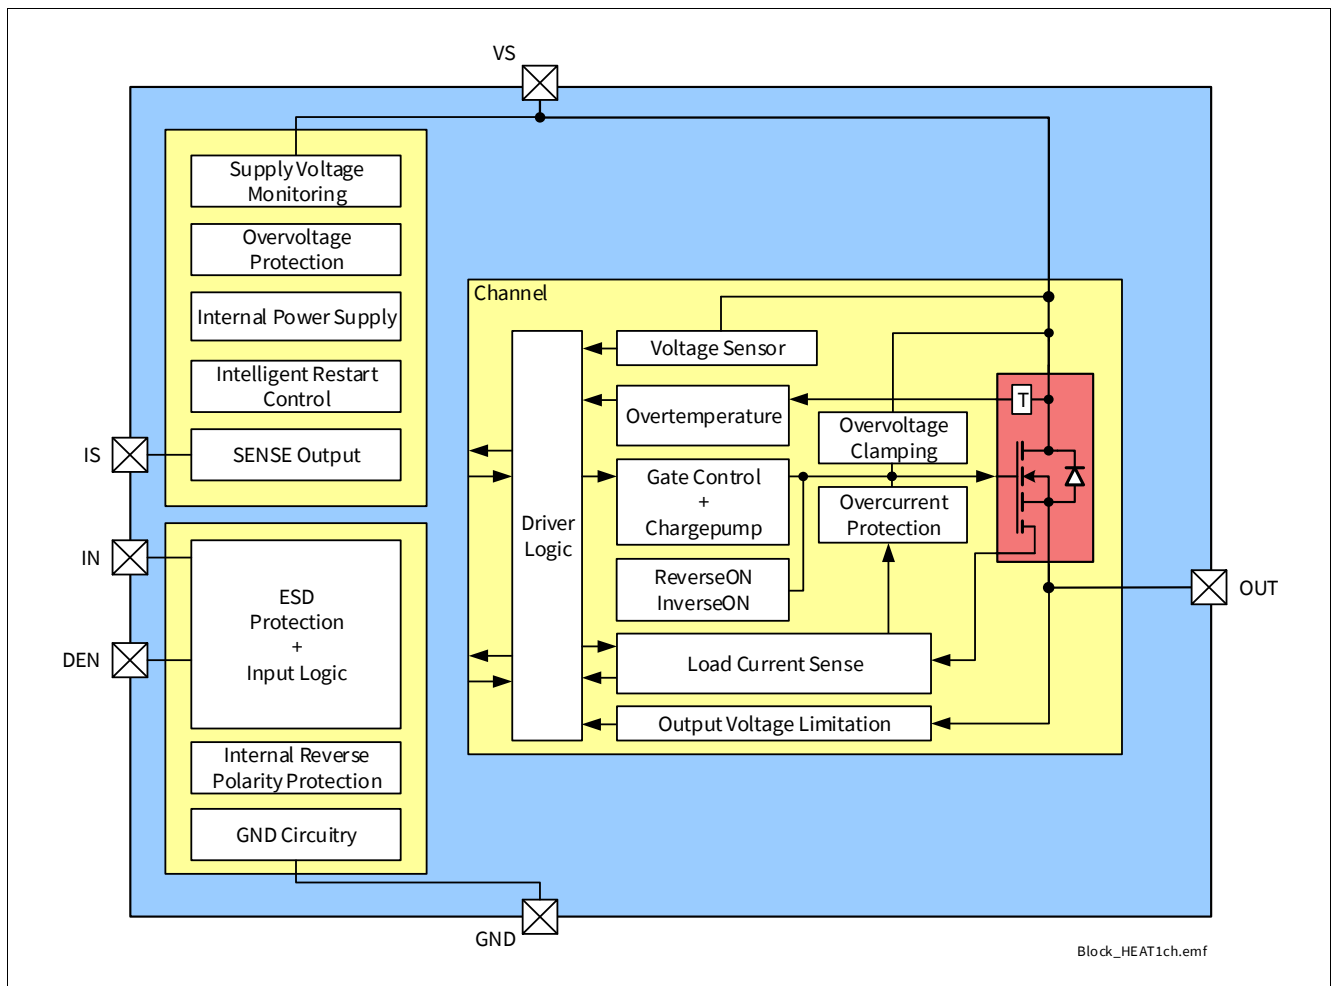 VS
Supply Voltage
Monitoring
Overvoltage
Protection
Internal Power Supply
Intelligent Restart
Control
SENSE Output
IS
IN
DEN
ESD
Protection
+
Input Logic
Internal Reverse
Polarity Protection
GND Circuitry
GND
Channel
Driver
Logic
Voltage Sensor
Overtemperature
T
Overvoltage
Clamping
Gate Control
+
Chargepump
Overcurrent
Protection
ReverseON
InverseON
Load Current Sense
Output Voltage Limitation
OUT
Block_HEAT1ch.emf